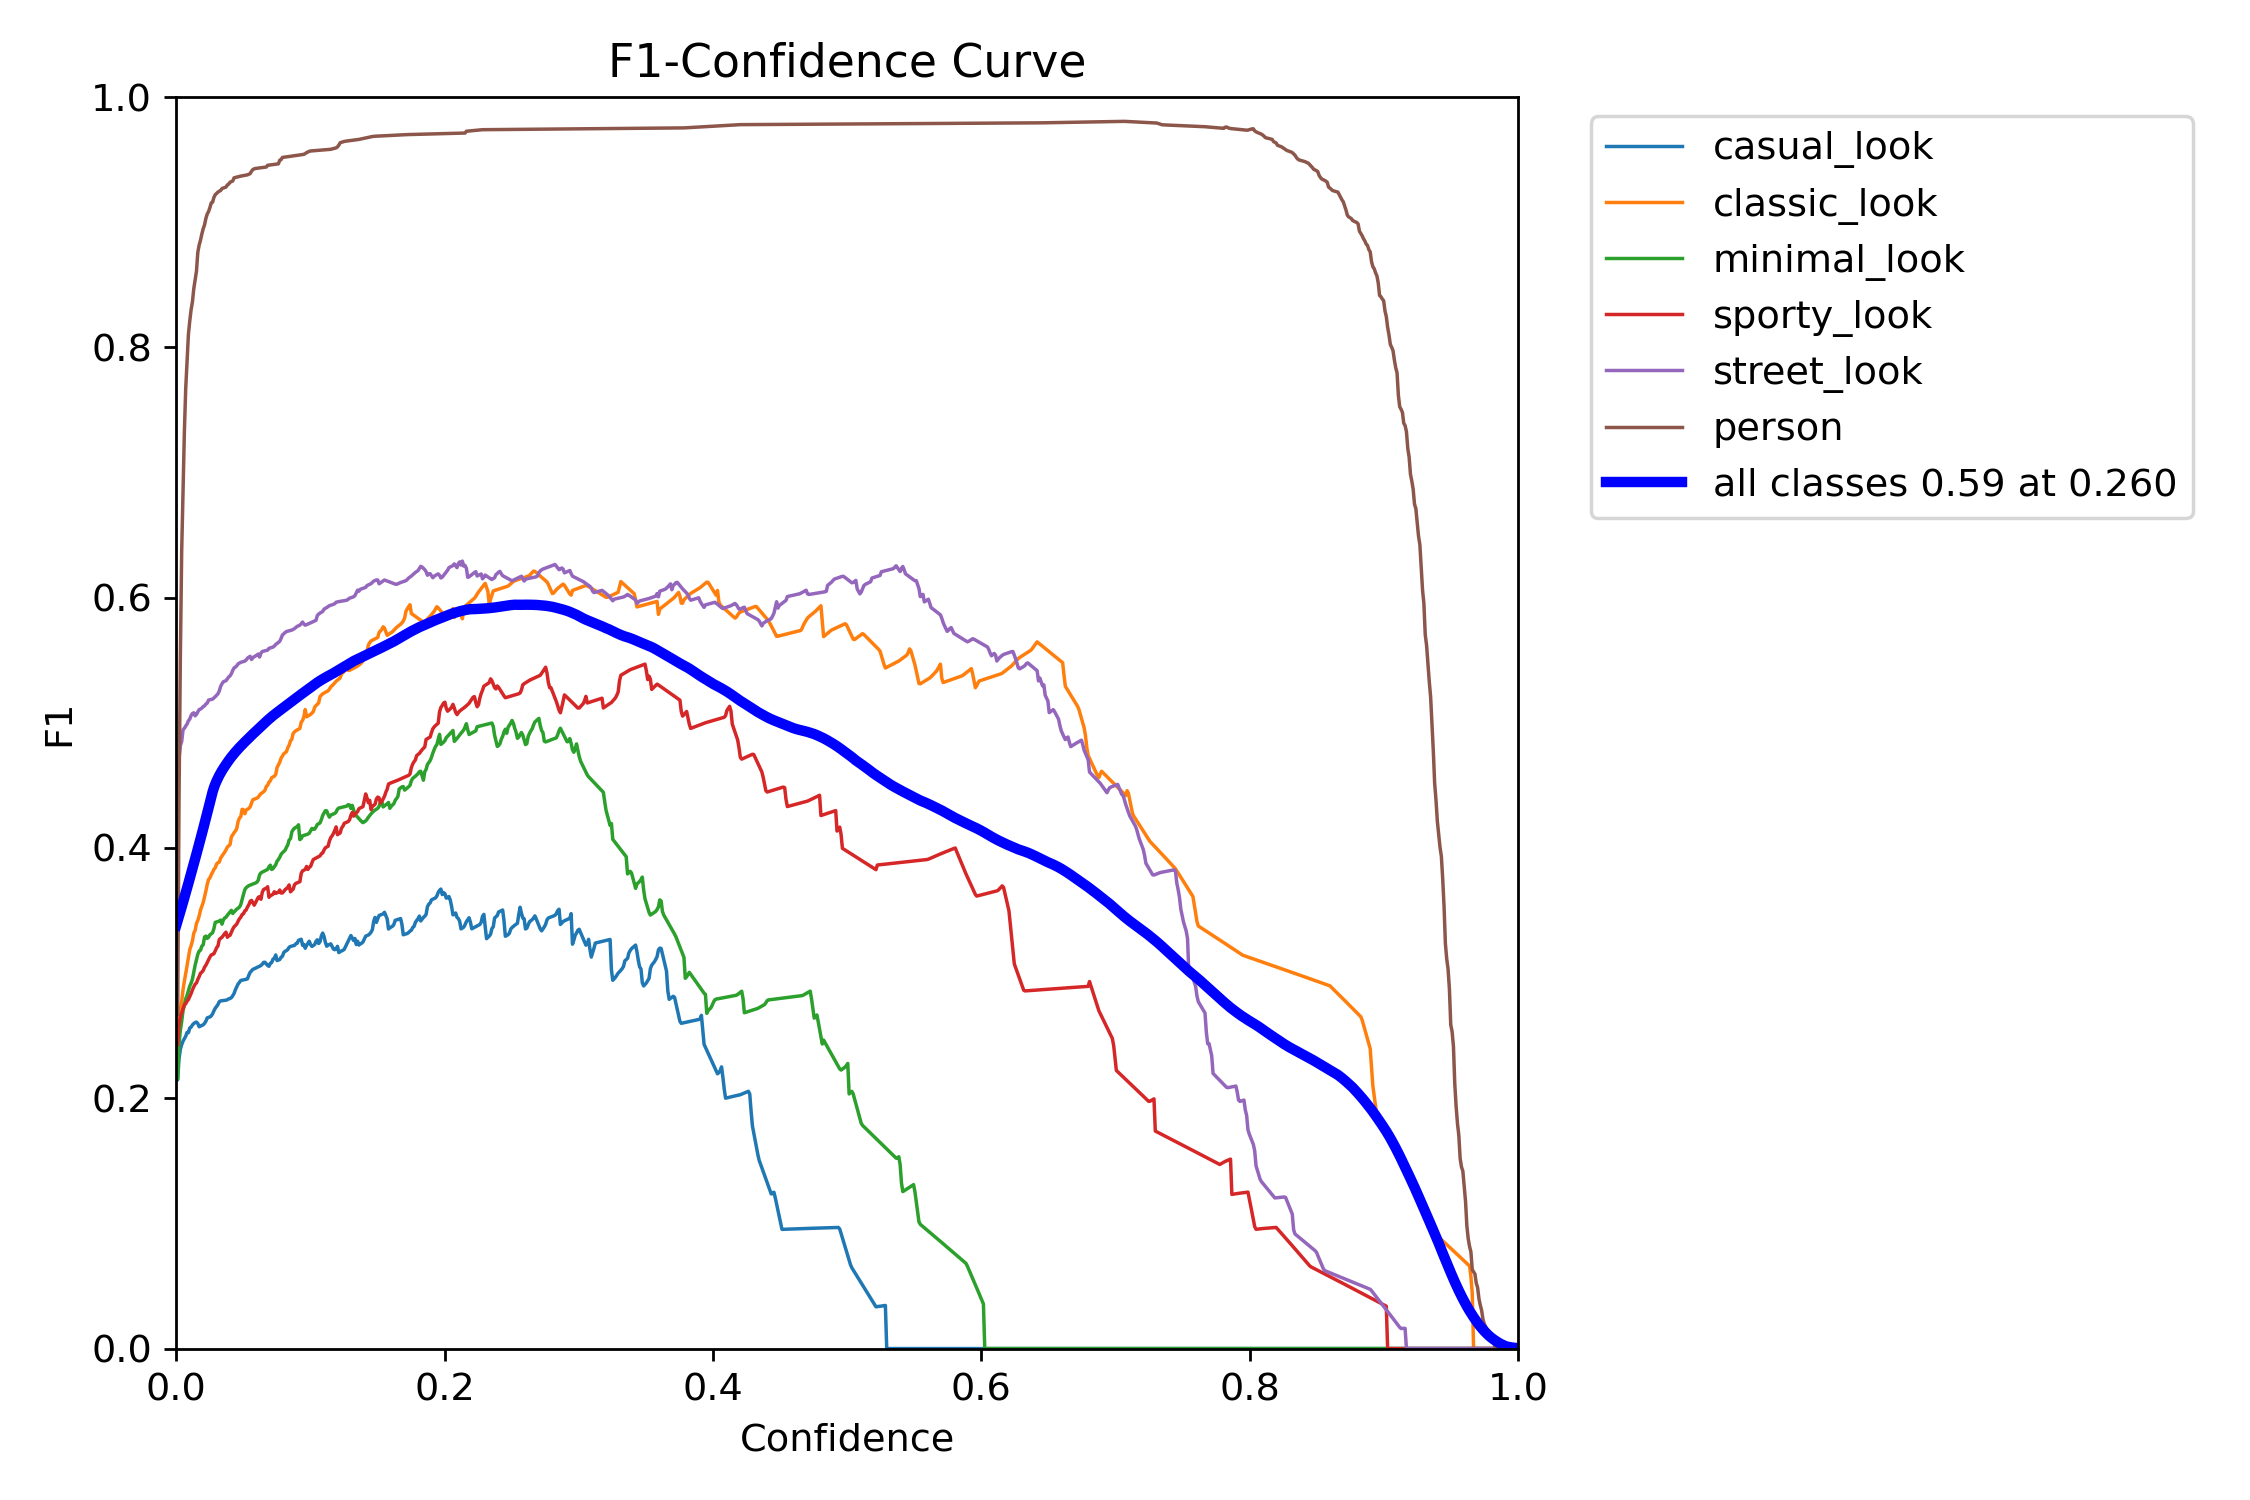 F1-Confidence Curve
1.0
0.8
0.6
0.4
0.2
0.0
F1
0.0 0.2 0.4 0.6 0.8 1.0
Confidence
casual_look
classic_look
minimal_look
sporty_look
street_look
person
all classes 0.59 at 0.260